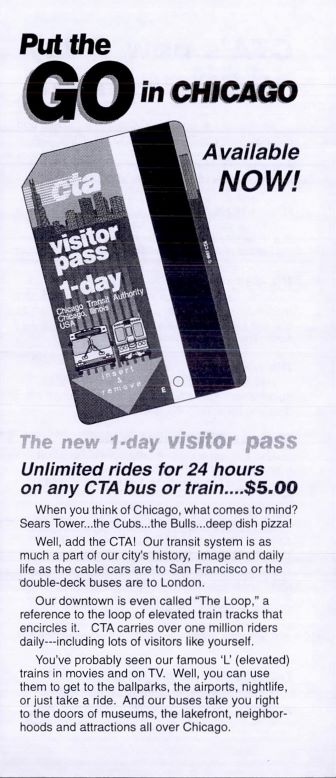 Put the
GO in CHICAGO
Available
NOW!
cta
visitor
pass
1-day
Chicago Transit Authority
Chicago, Illinois
USA
insert
&
remove
E
The new 1-day visitor pass
Unlimited rides for 24 hours
on any CTA bus or train....$5.00
When you think of Chicago, what comes to mind?
Sears Tower...the Cubs...the Bulls...deep dish pizza!
Well, add the CTA! Our transit system is as
much a part of our city's history, image and daily
life as the cable cars are to San Francisco or the
double-deck buses are to London.
Our downtown is even called “The Loop,” a
reference to the loop of elevated train tracks that
encircles it. CTA carries over one million riders
daily---including lots of visitors like yourself.
You've probably seen our famous 'L' (elevated)
trains in movies and on TV. Well, you can use
them to get to the ballparks, the airports, nightlife,
or just take a ride. And our buses take you right
to the doors of museums, the lakefront, neighbor-
hoods and attractions all over Chicago.